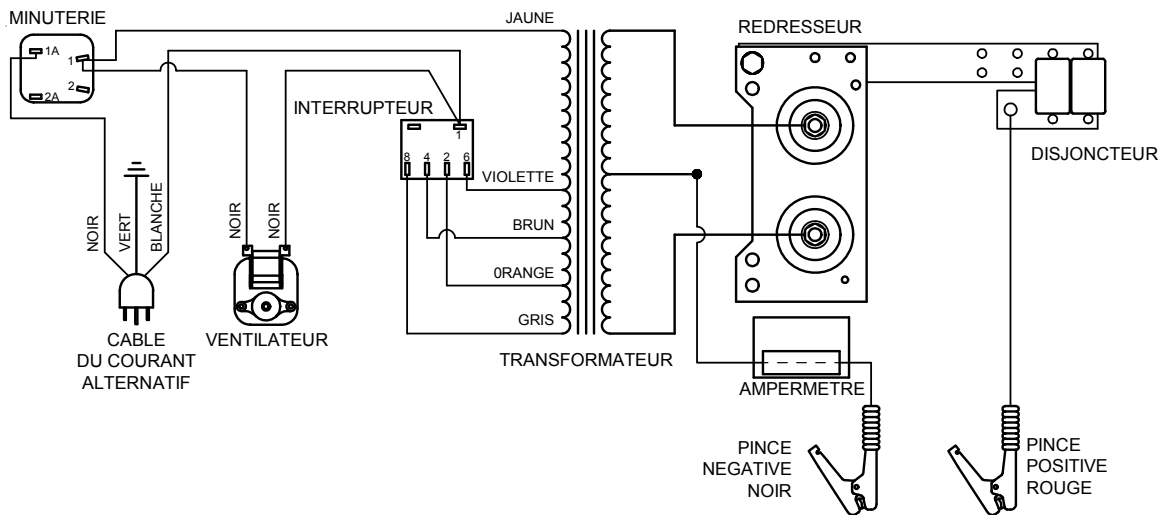 MINUTERIE
1A
1
2
2A
JAUNE
REDRESSEUR
INTERRUPTEUR
1
8
4
2
6
VIOLETTE
BRUN
0RANGE
GRIS
DISJONCTEUR
NOIR
VERT
BLANCHE
NOIR
NOIR
CABLE
DU COURANT
ALTERNATIF
VENTILATEUR
TRANSFORMATEUR
AMPERMETRE
PINCE
NEGATIVE
NOIR
PINCE
POSITIVE
ROUGE